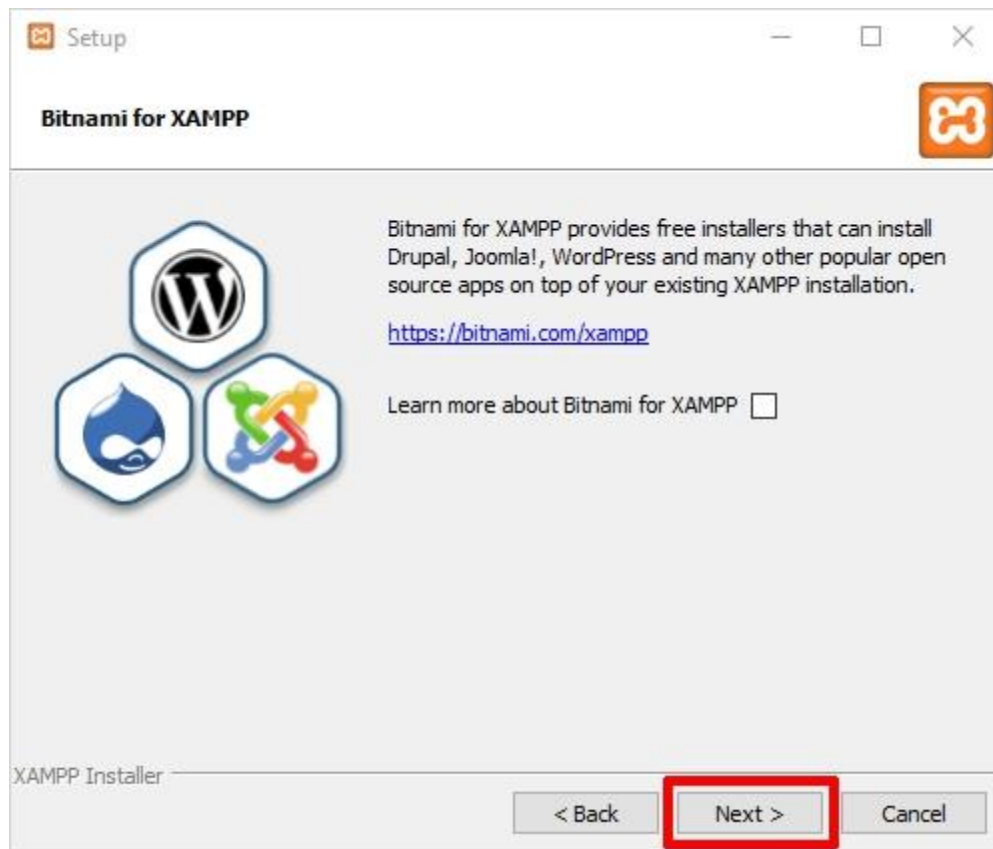 Setup
Bitnami for XAMPP
Bitnami for XAMPP provides free installers that can install
Drupal, Joomla!, WordPress and many other popular open
source apps on top of your existing XAMPP installation.
https://bitnami.com/xampp
Learn more about Bitnami for XAMPP
XAMPP Installer
< Back
Next >
Cancel